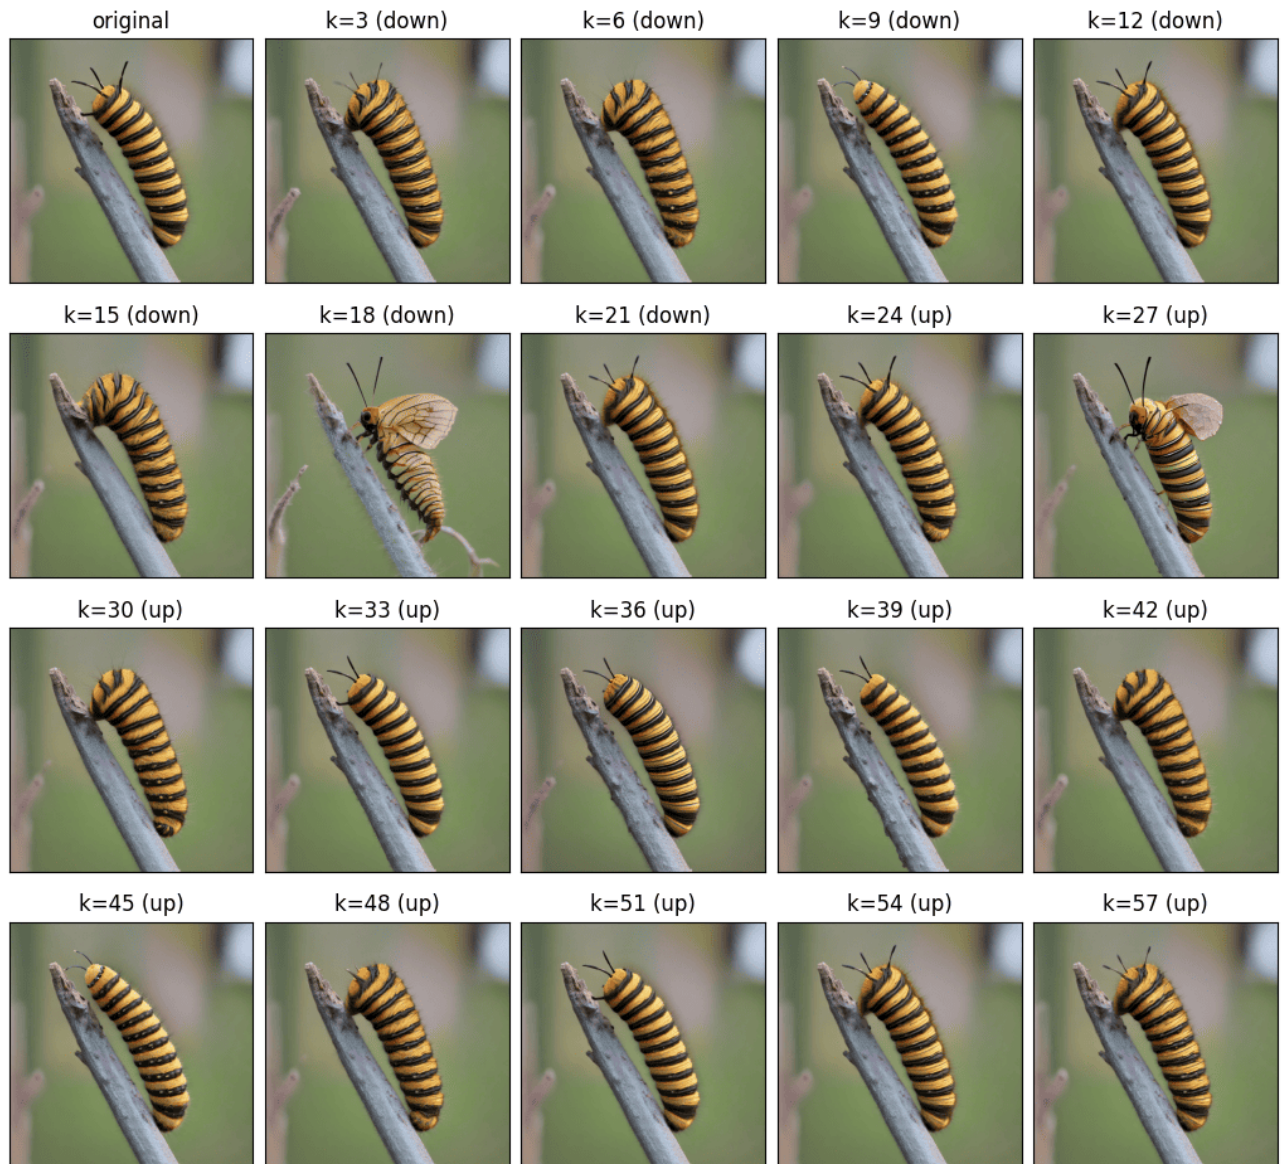 original k=3 (down) k=6 (down) k=9 (down) k=12 (down)
k=15 (down) k=18 (down) k=21 (down) k=24 (up) k=27 (up)
k=30 (up) k=33 (up) k=36 (up) k=39 (up) k=42 (up)
k=45 (up) k=48 (up) k=51 (up) k=54 (up) k=57 (up)